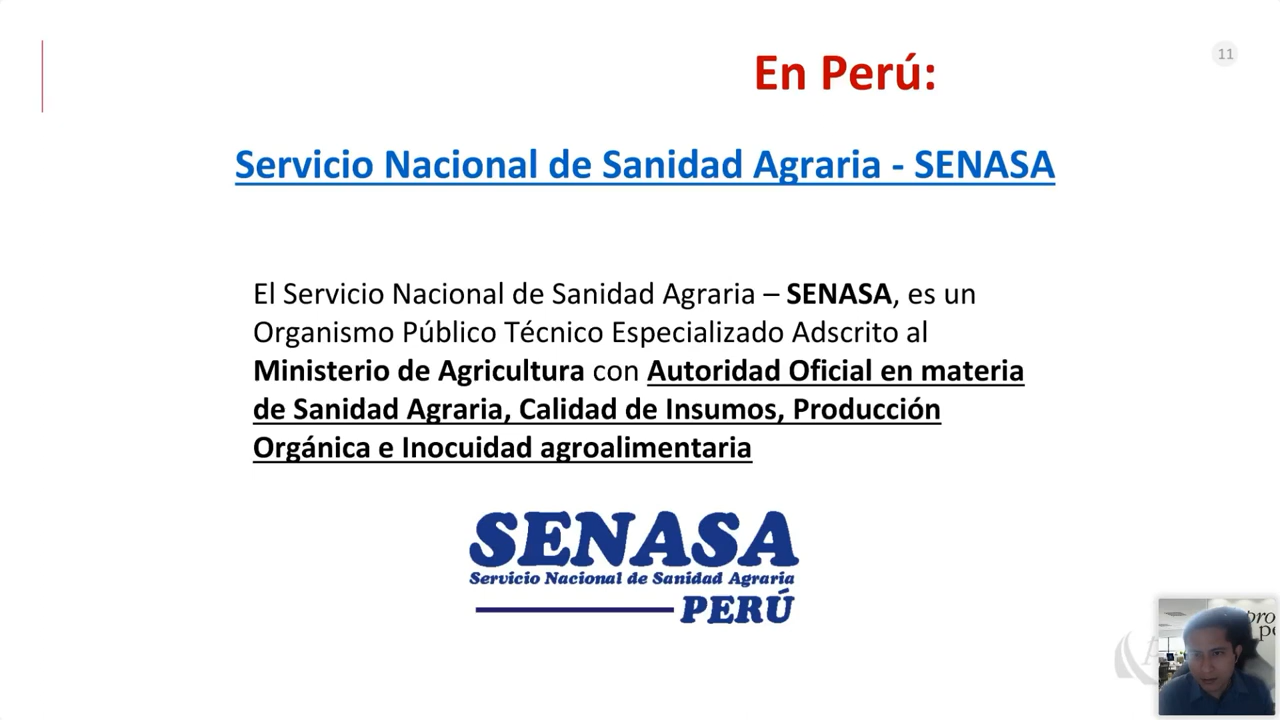 11
En Perú:
Servicio Nacional de Sanidad Agraria - SENASA
El Servicio Nacional de Sanidad Agraria – SENASA, es un
Organismo Público Técnico Especializado Adscrito al
Ministerio de Agricultura con Autoridad Oficial en materia
de Sanidad Agraria, Calidad de Insumos, Producción
Orgánica e Inocuidad agroalimentaria
SENASA
Servicio Nacional de Sanidad Agraria
PERÚ